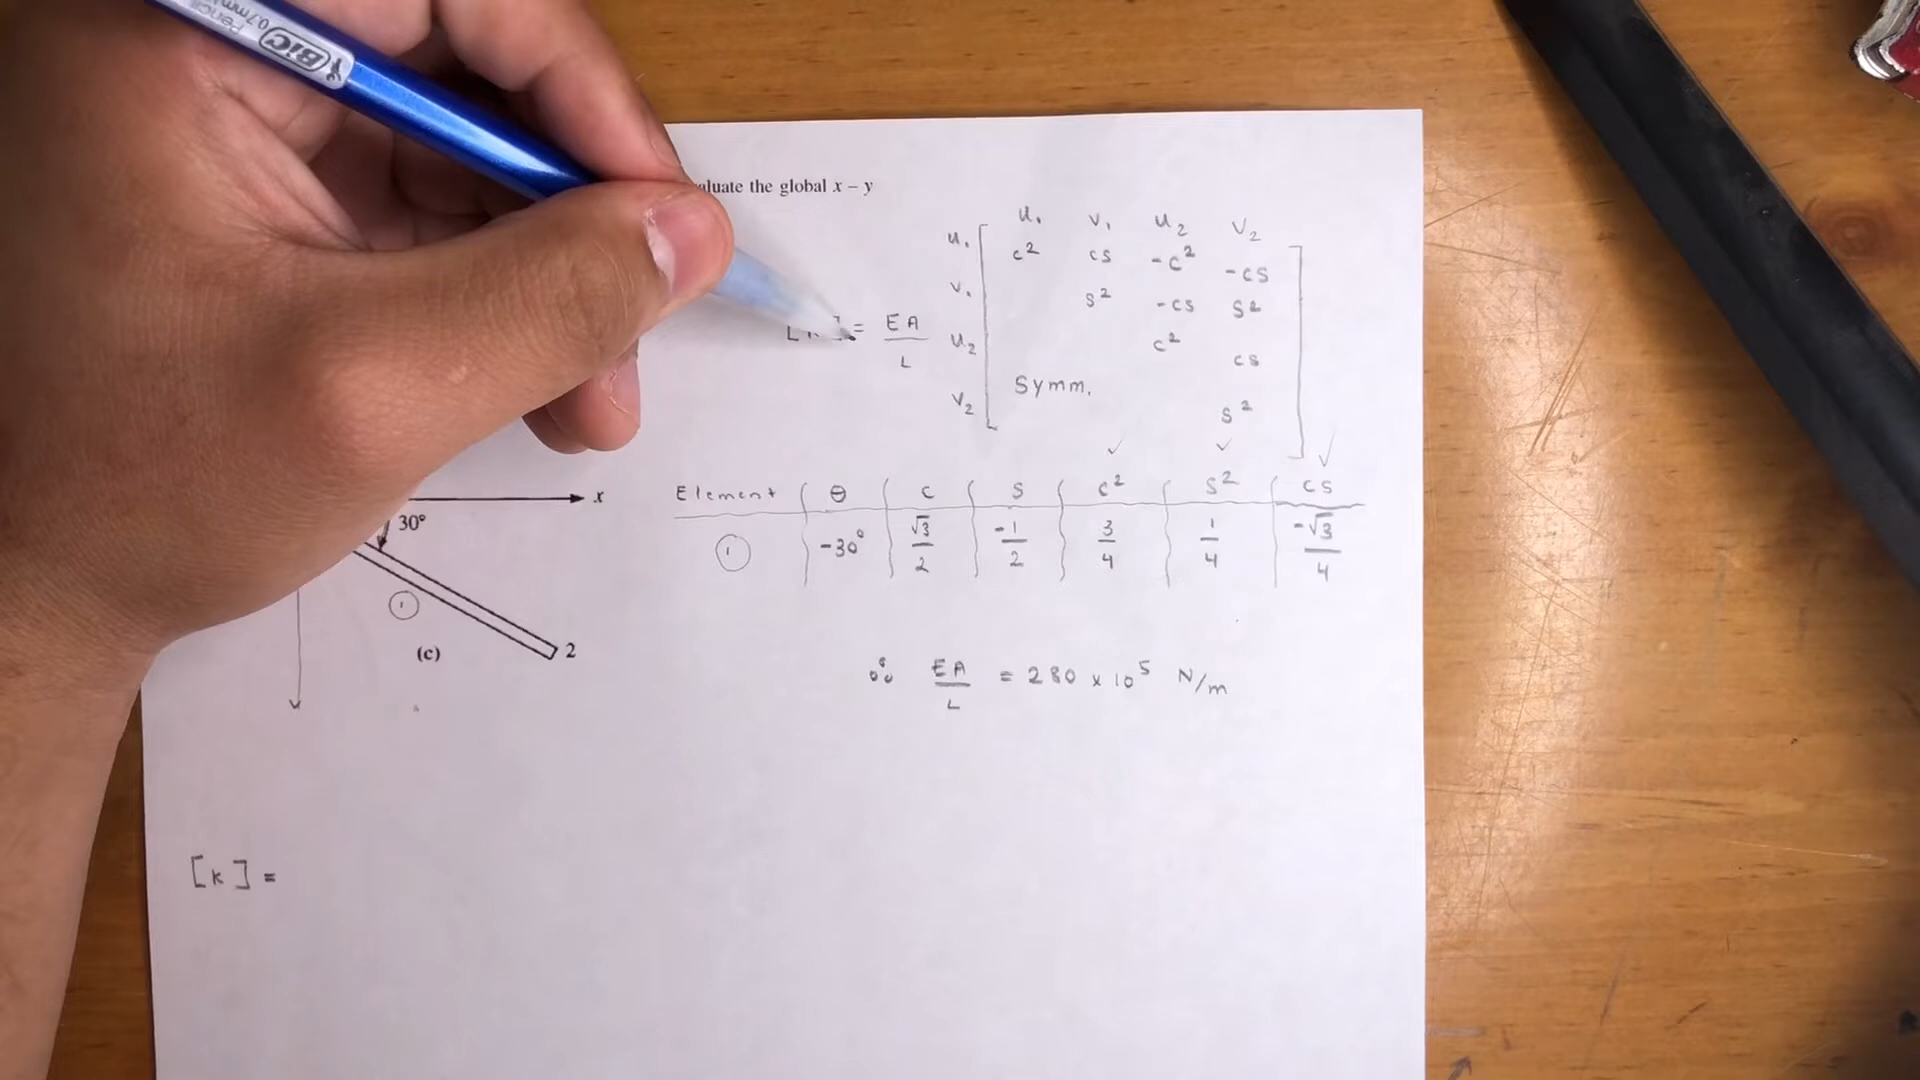 BIC
0.7mm
the global x – y
u₁ v₁ u₂ v₂
u₁ c² cs -c² -cs
v₁ s² -cs s²
= EA
L
u₂ c² cs
v₂ Symm. s²
✓ ✓ ✓
Element θ c s c² s² cs
① -30° √3/2 -1/2 3/4 1/4 -√3/4
x
30°
①
(c)
2
∴ EA/L = 280 x 10⁵ N/m
[K] =